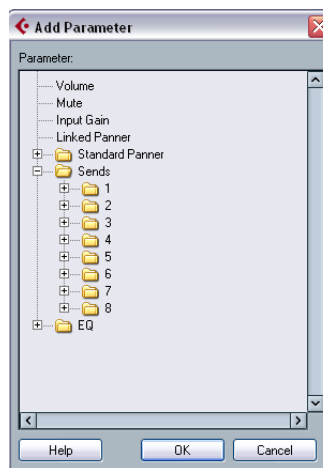 Add Parameter
Parameter:
Volume
Mute
Input Gain
Linked Panner
Standard Panner
Sends
1
2
3
4
5
6
7
8
EQ
Help OK Cancel